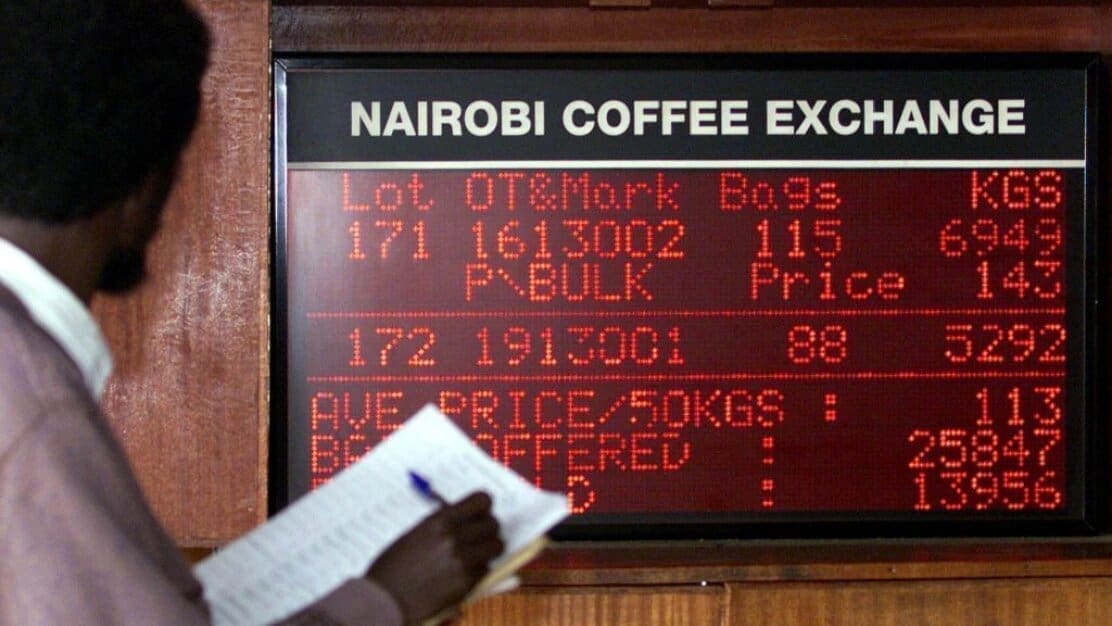 NAIROBI COFFEE EXCHANGE
Lot OT&Mark Bags KGS
171 1613002 115 6949
P\BULK Price 143
172 1913001 88 5292
AVE PRICE/50KGS : 113
OFFERED : 25847
: 13956